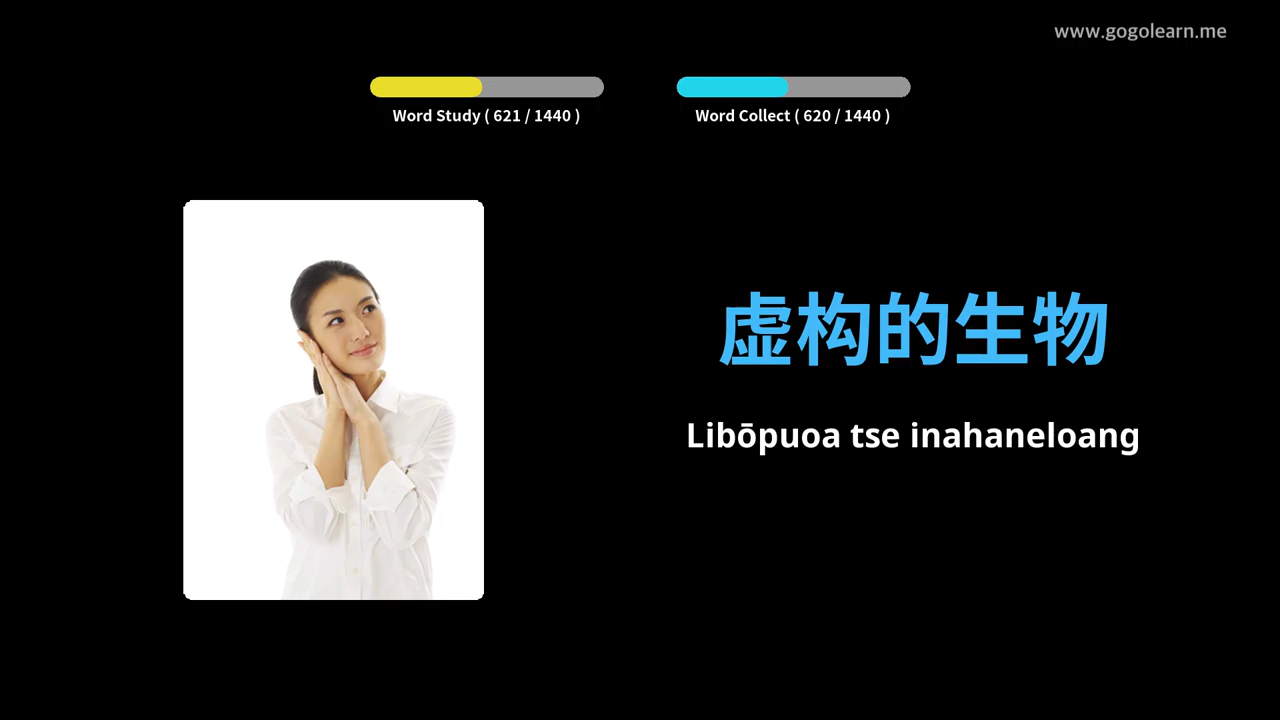 www.gogolearn.me
Word Study ( 621 / 1440 )
Word Collect ( 620 / 1440 )
虚构的生物
Libōpuoa tse inahaneloang